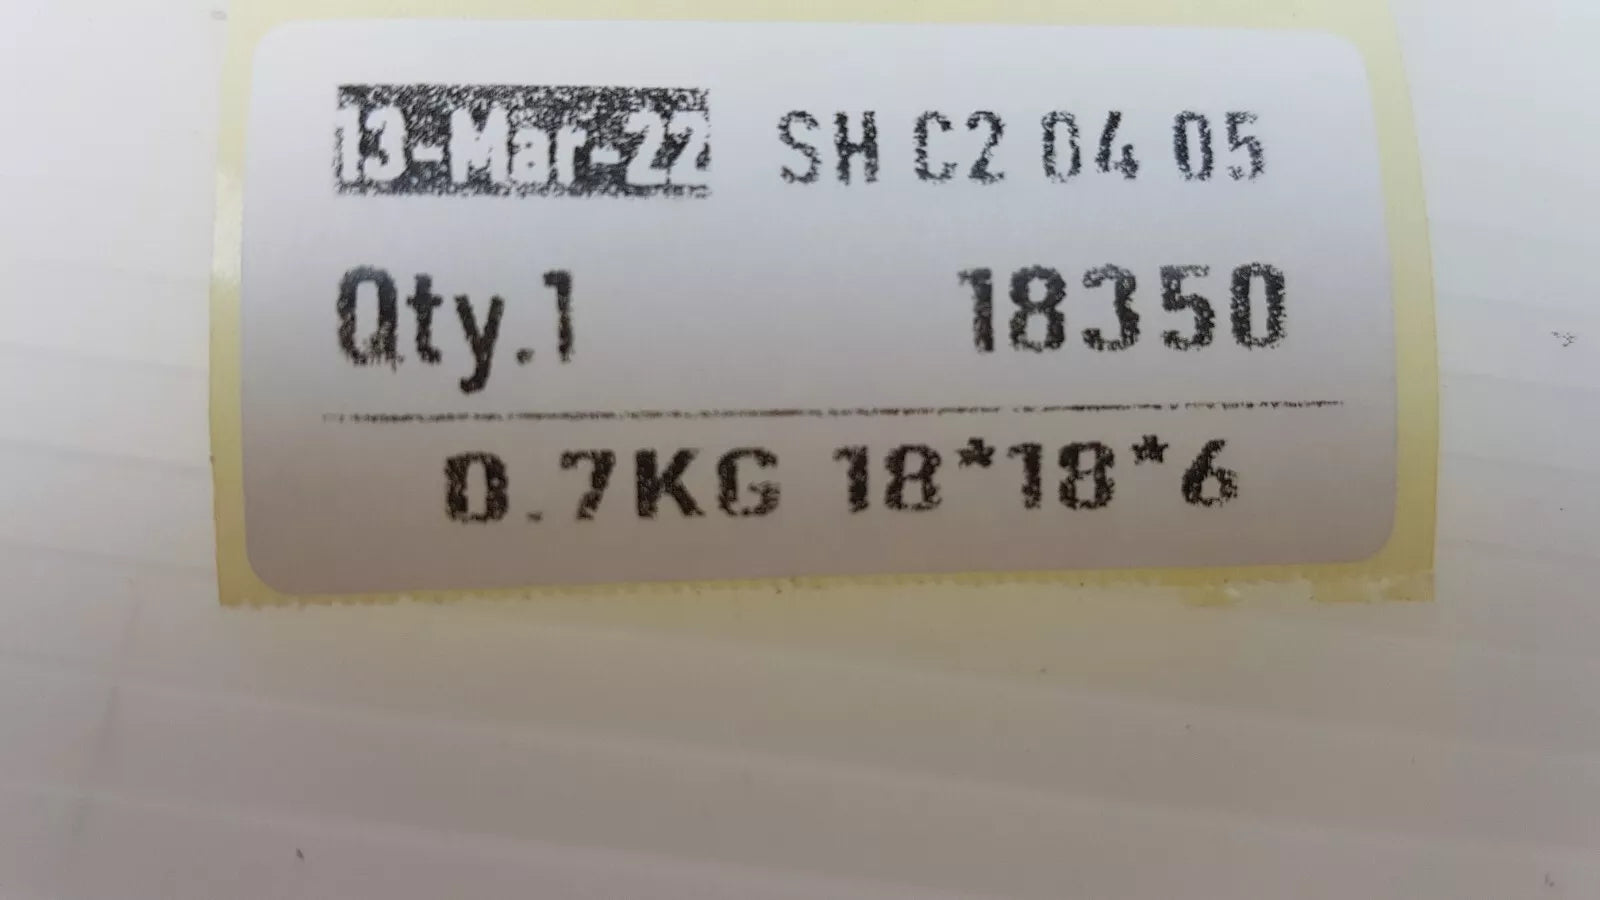 13-Mar-22 SH C2 04 05
Qty.1 18350
0.7KG 18*18*6